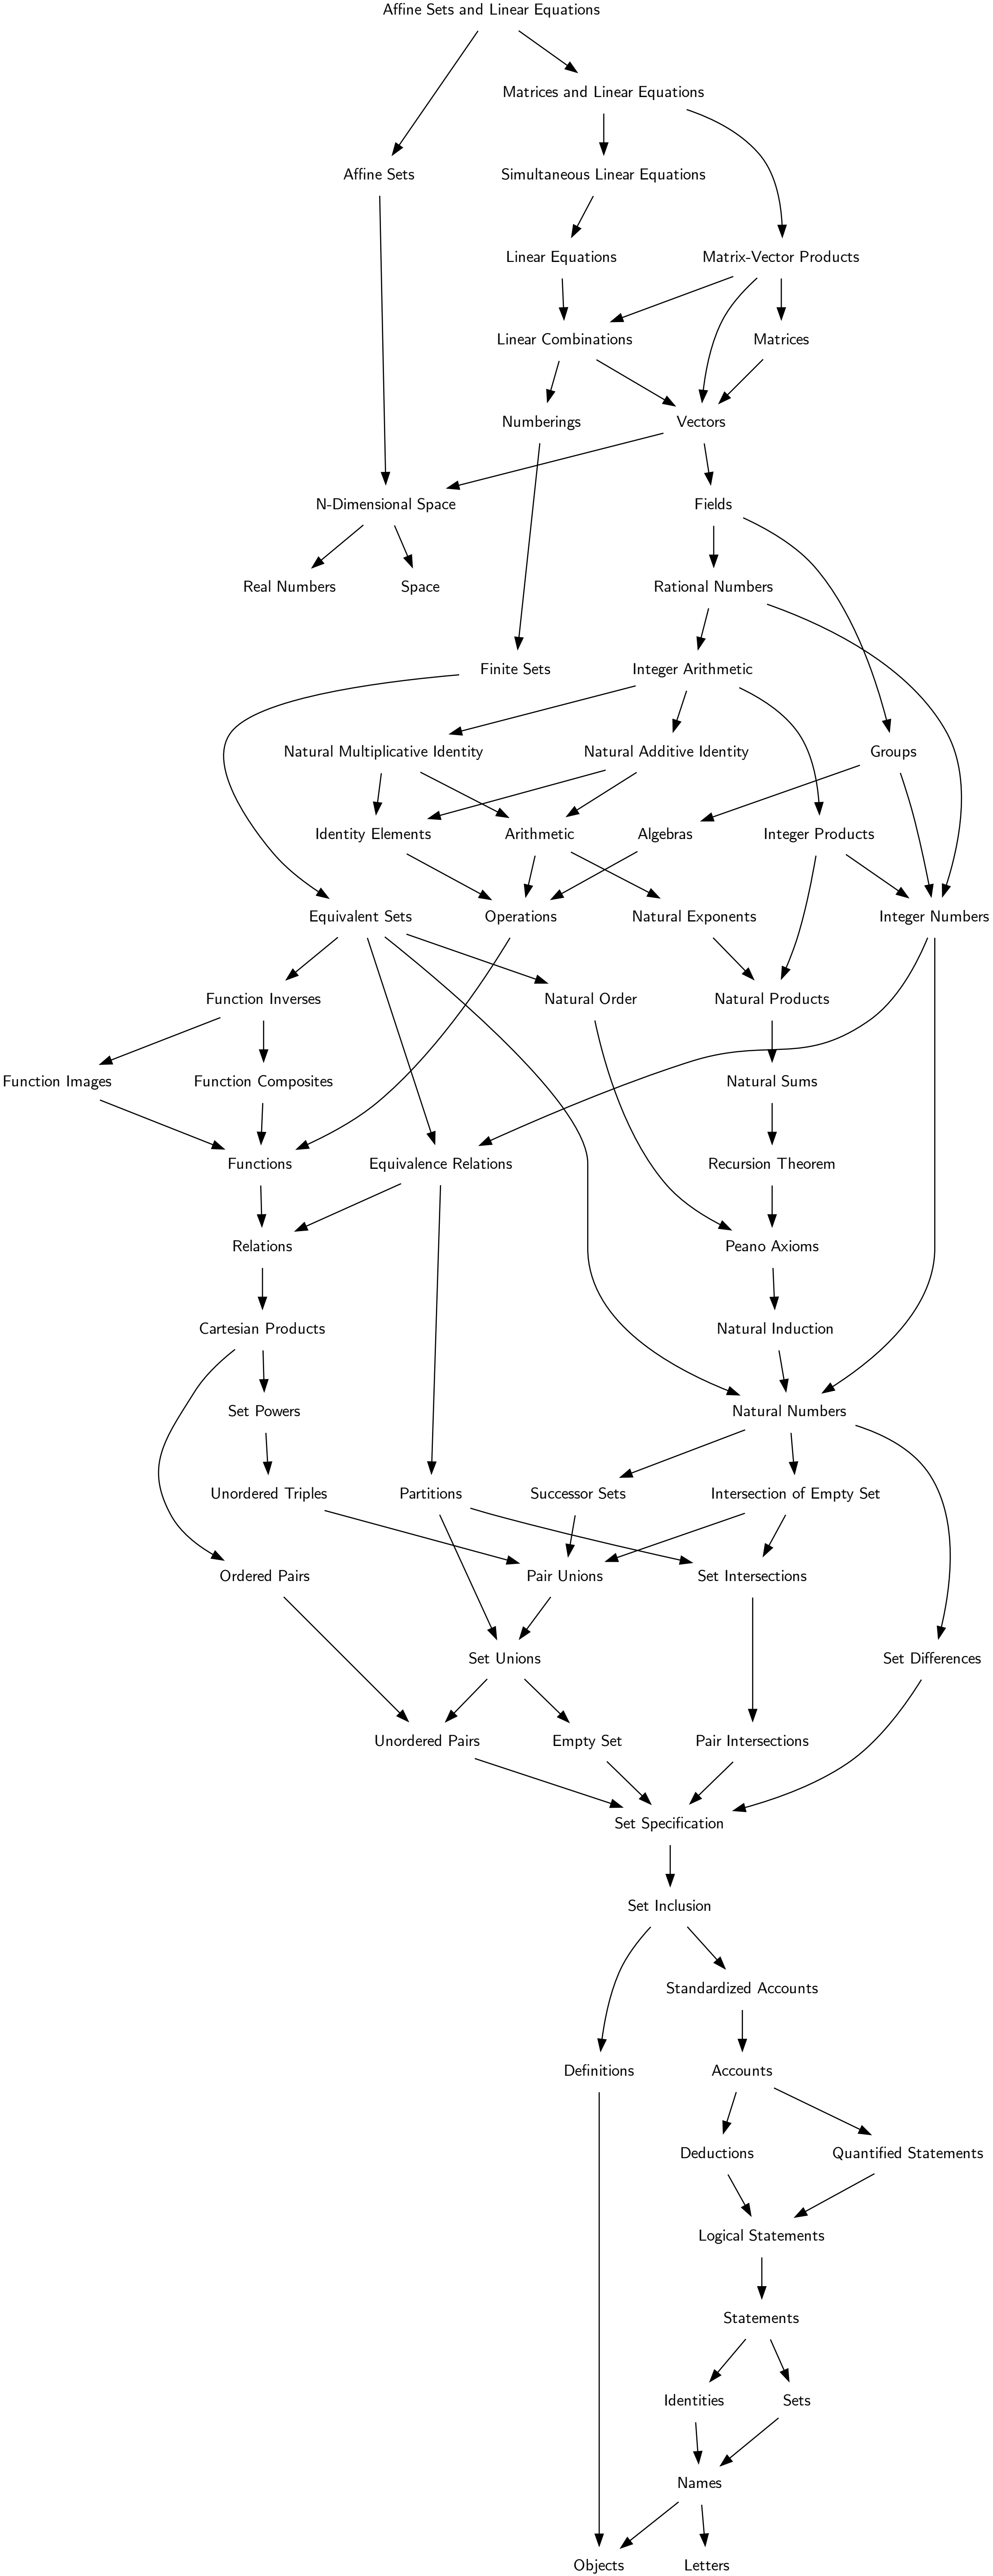 Affine Sets and Linear Equations
Matrices and Linear Equations
Affine Sets
Simultaneous Linear Equations
Linear Equations
Matrix-Vector Products
Linear Combinations
Matrices
Numberings
Vectors
N-Dimensional Space
Fields
Real Numbers
Space
Rational Numbers
Finite Sets
Integer Arithmetic
Natural Multiplicative Identity
Natural Additive Identity
Groups
Identity Elements
Arithmetic
Algebras
Integer Products
Equivalent Sets
Operations
Natural Exponents
Integer Numbers
Function Inverses
Natural Order
Natural Products
Function Images
Function Composites
Natural Sums
Functions
Equivalence Relations
Recursion Theorem
Relations
Peano Axioms
Cartesian Products
Natural Induction
Set Powers
Natural Numbers
Unordered Triples
Partitions
Successor Sets
Intersection of Empty Set
Ordered Pairs
Pair Unions
Set Intersections
Set Unions
Set Differences
Unordered Pairs
Empty Set
Pair Intersections
Set Specification
Set Inclusion
Standardized Accounts
Definitions
Accounts
Deductions
Quantified Statements
Logical Statements
Statements
Identities
Sets
Names
Objects
Letters